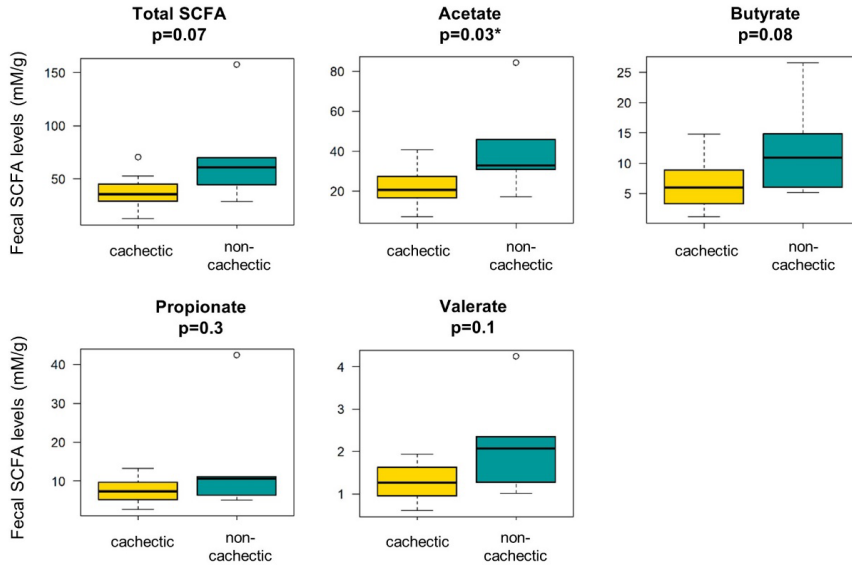 Total SCFA
p=0.07
Fecal SCFA levels (mM/g)
150
100
50
cachectic
non-
cachectic
Acetate
p=0.03*
80
60
40
20
cachectic
non-
cachectic
Butyrate
p=0.08
25
20
15
10
5
cachectic
non-
cachectic
Propionate
p=0.3
Fecal SCFA levels (mM/g)
40
30
20
10
cachectic
non-
cachectic
Valerate
p=0.1
4
3
2
1
cachectic
non-
cachectic